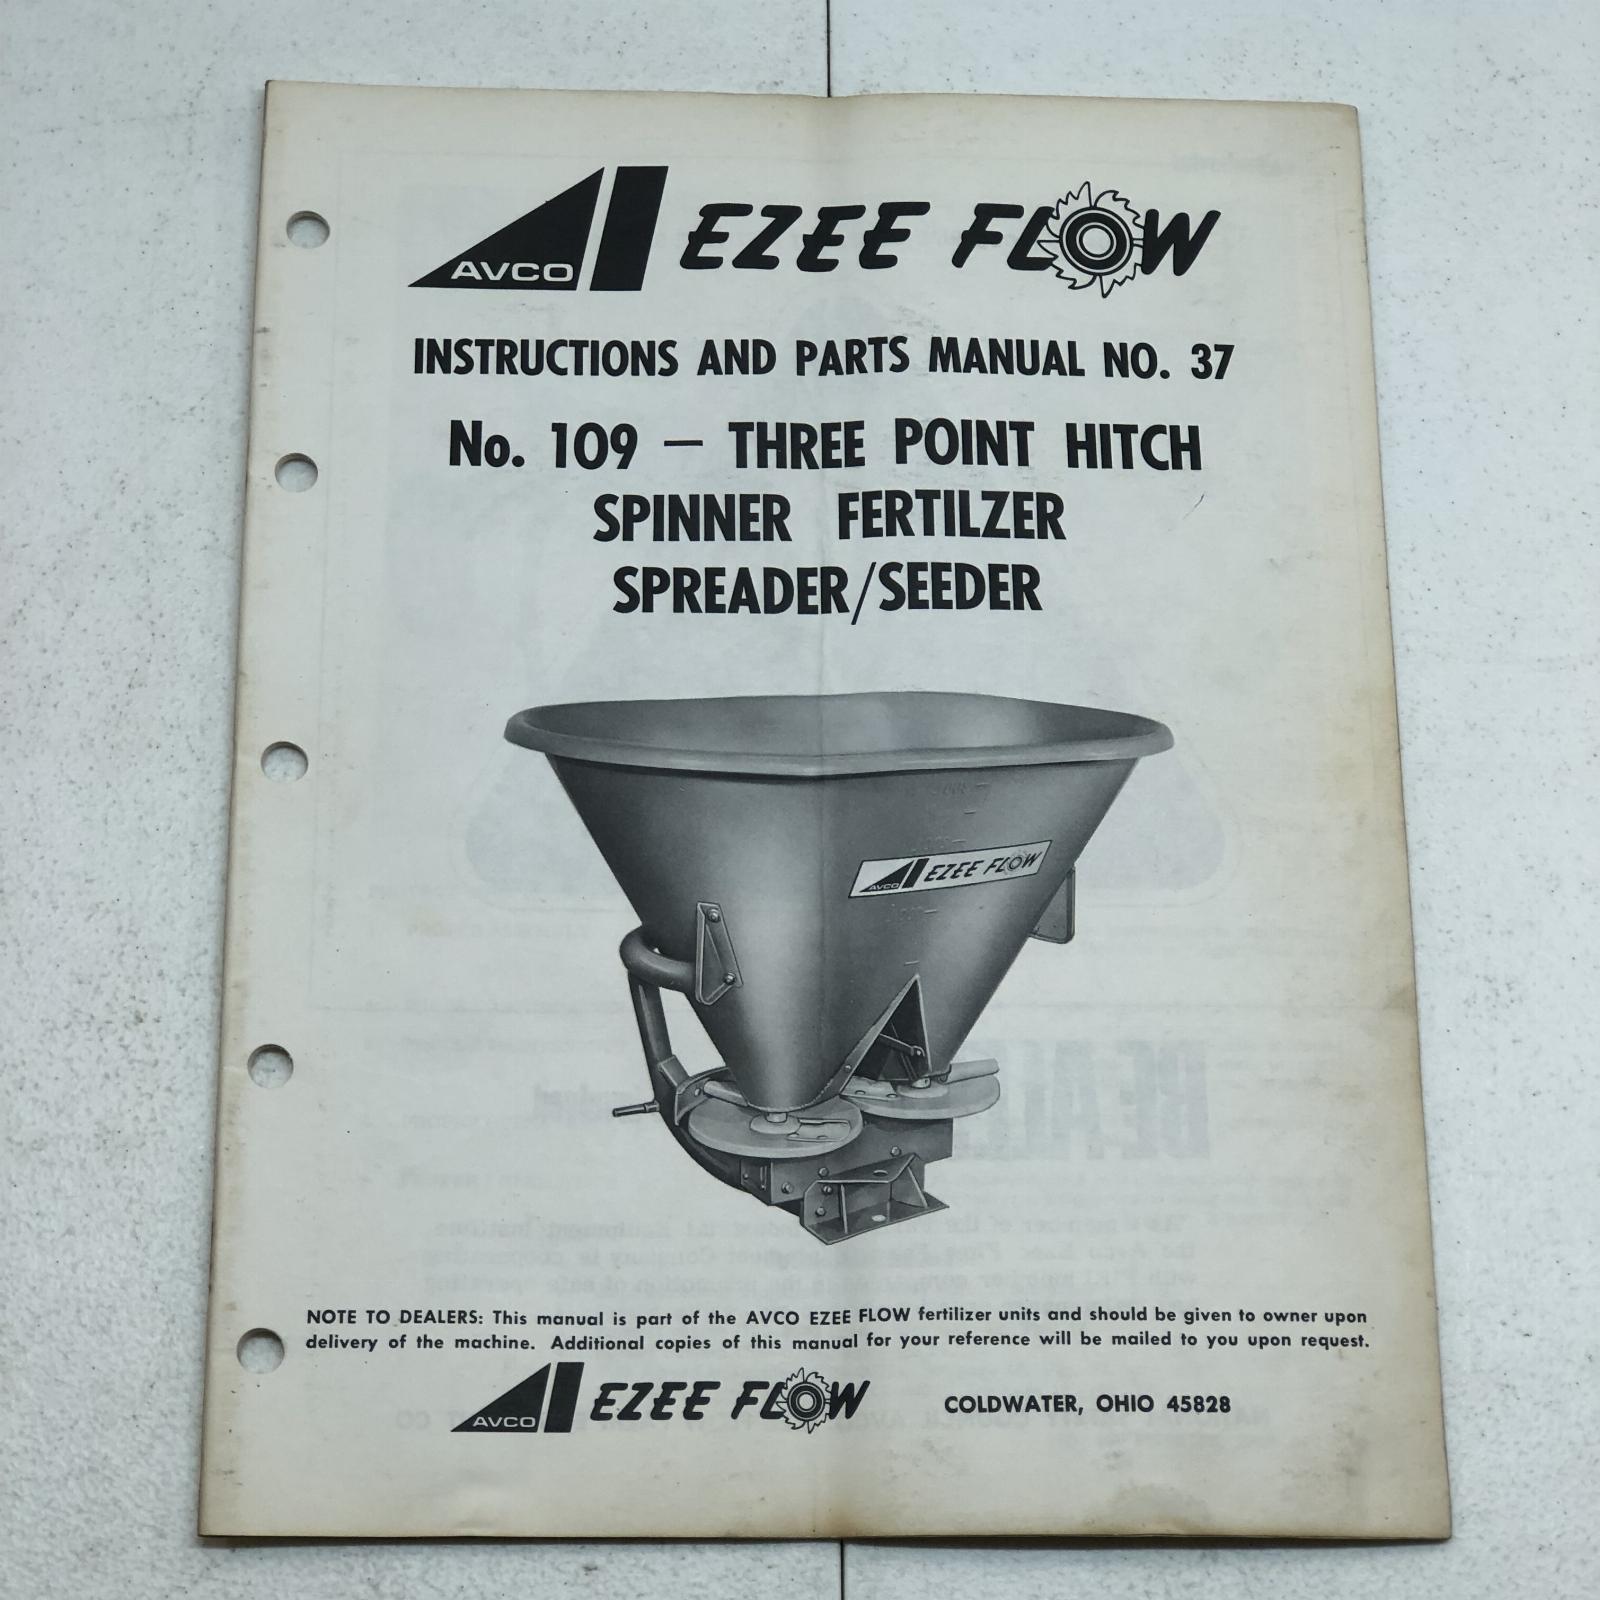 AVCO EZEE FLOW
INSTRUCTIONS AND PARTS MANUAL NO. 37
No. 109 — THREE POINT HITCH
SPINNER FERTILZER
SPREADER/SEEDER
AVCO EZEE FLOW
NOTE TO DEALERS: This manual is part of the AVCO EZEE FLOW fertilizer units and should be given to owner upon
delivery of the machine. Additional copies of this manual for your reference will be mailed to you upon request.
AVCO EZEE FLOW COLDWATER, OHIO 45828